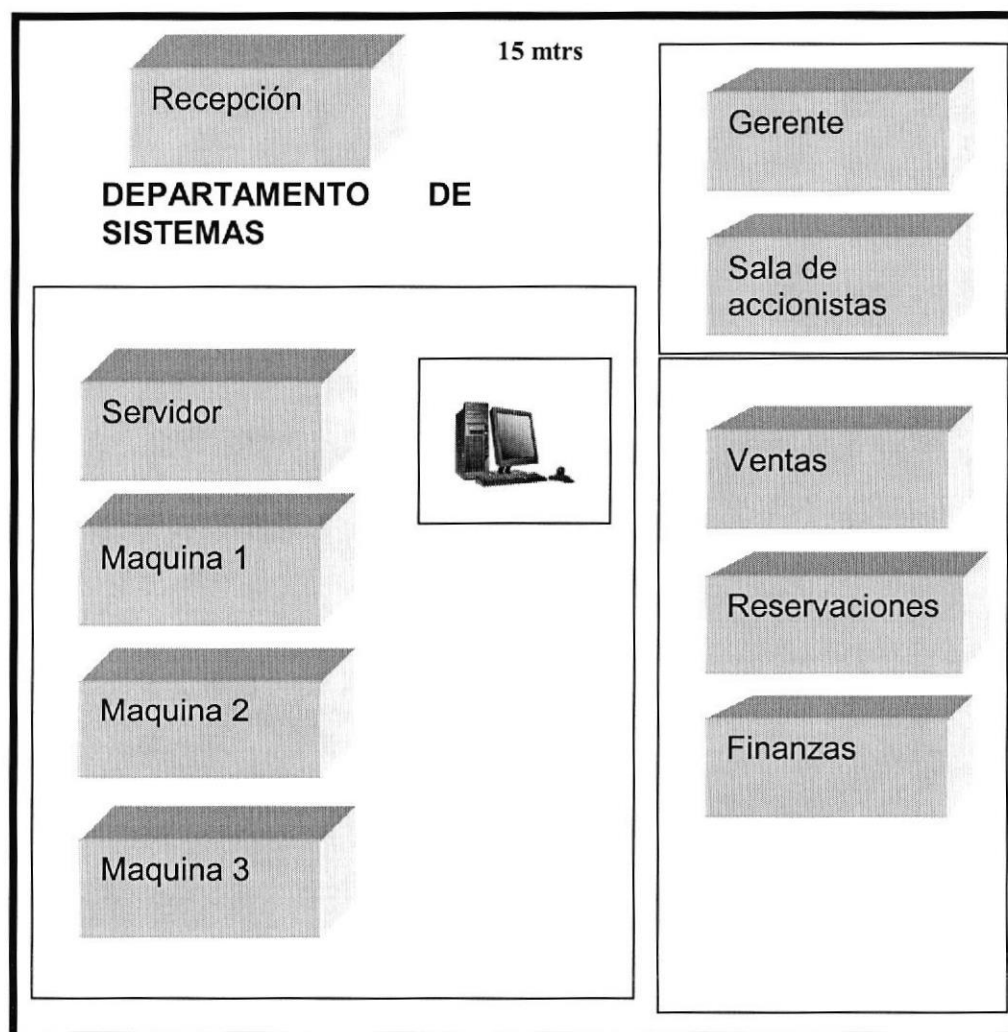 15 mtrs
Recepción
DEPARTAMENTO DE
SISTEMAS
Servidor
Maquina 1
Maquina 2
Maquina 3
Gerente
Sala de
accionistas
Ventas
Reservaciones
Finanzas